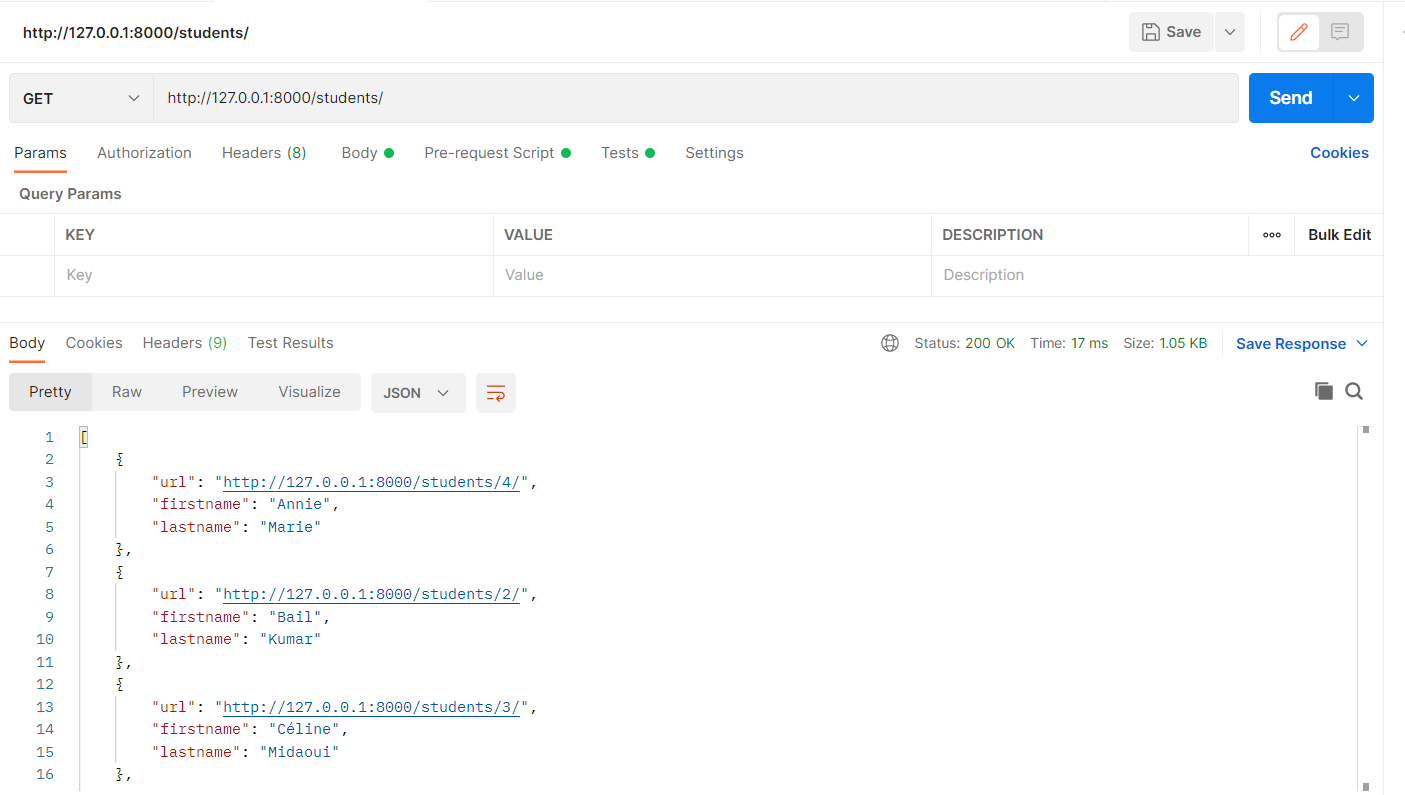 http://127.0.0.1:8000/students/ Save
GET http://127.0.0.1:8000/students/ Send
Params Authorization Headers (8) Body Pre-request Script Tests Settings Cookies
Query Params
KEY VALUE DESCRIPTION ooo Bulk Edit
Key Value Description
Body Cookies Headers (9) Test Results Status: 200 OK Time: 17 ms Size: 1.05 KB Save Response
Pretty Raw Preview Visualize JSON
1 [
2 {
3 "url": "http://127.0.0.1:8000/students/4/",
4 "firstname": "Annie",
5 "lastname": "Marie"
6 },
7 {
8 "url": "http://127.0.0.1:8000/students/2/",
9 "firstname": "Bail",
10 "lastname": "Kumar"
11 },
12 {
13 "url": "http://127.0.0.1:8000/students/3/",
14 "firstname": "Céline",
15 "lastname": "Midaoui"
16 },